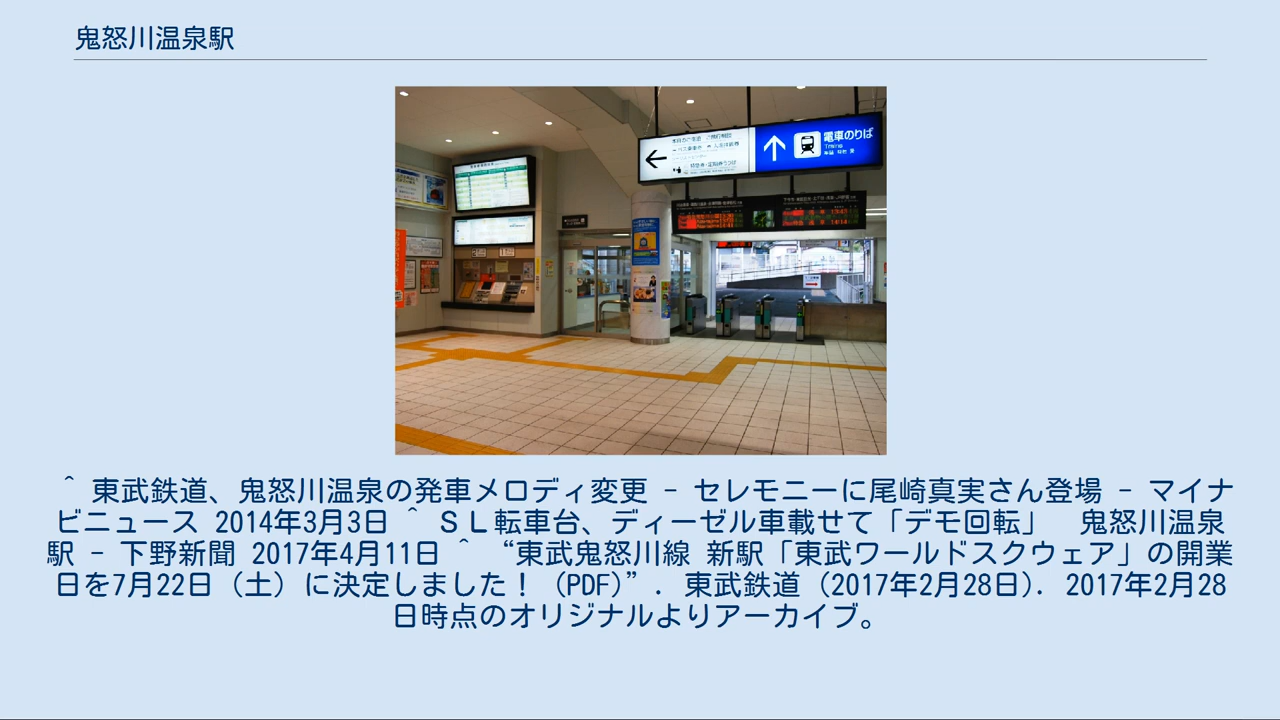 鬼怒川温泉駅
電車のりば
Trains
^ 東武鉄道、鬼怒川温泉の発車メロディ変更 - セレモニーに尾崎真実さん登場 - マイナ
ビニュース 2014年3月3日 ^ ＳＬ転車台、ディーゼル車載せて「デモ回転」　鬼怒川温泉
駅 - 下野新聞 2017年4月11日 ^ “東武鬼怒川線 新駅「東武ワールドスクウェア」の開業
日を7月22日（土）に決定しました！（PDF）”. 東武鉄道（2017年2月28日）. 2017年2月28
日時点のオリジナルよりアーカイブ。